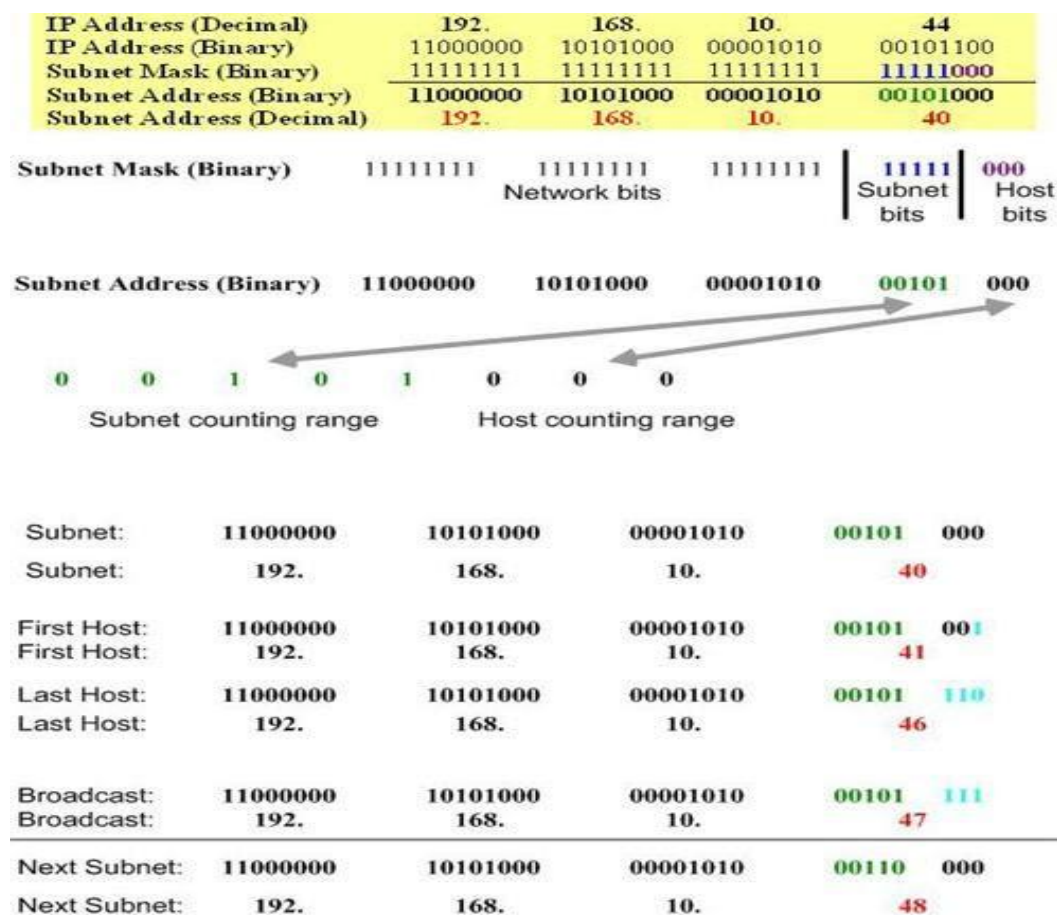 IP Address (Decimal) 192. 168. 10. 44
IP Address (Binary) 11000000 10101000 00001010 00101100
Subnet Mask (Binary) 11111111 11111111 11111111 11111000
Subnet Address (Binary) 11000000 10101000 00001010 00101000
Subnet Address (Decimal) 192. 168. 10. 40
Subnet Mask (Binary) 11111111 11111111 11111111 11111 000
Network bits Subnet bits Host bits
Subnet Address (Binary) 11000000 10101000 00001010 00101 000
0 0 1 0 1 0 0 0
Subnet counting range Host counting range
Subnet: 11000000 10101000 00001010 00101 000
Subnet: 192. 168. 10. 40
First Host: 11000000 10101000 00001010 00101 001
First Host: 192. 168. 10. 41
Last Host: 11000000 10101000 00001010 00101 110
Last Host: 192. 168. 10. 46
Broadcast: 11000000 10101000 00001010 00101 111
Broadcast: 192. 168. 10. 47
Next Subnet: 11000000 10101000 00001010 00110 000
Next Subnet: 192. 168. 10. 48